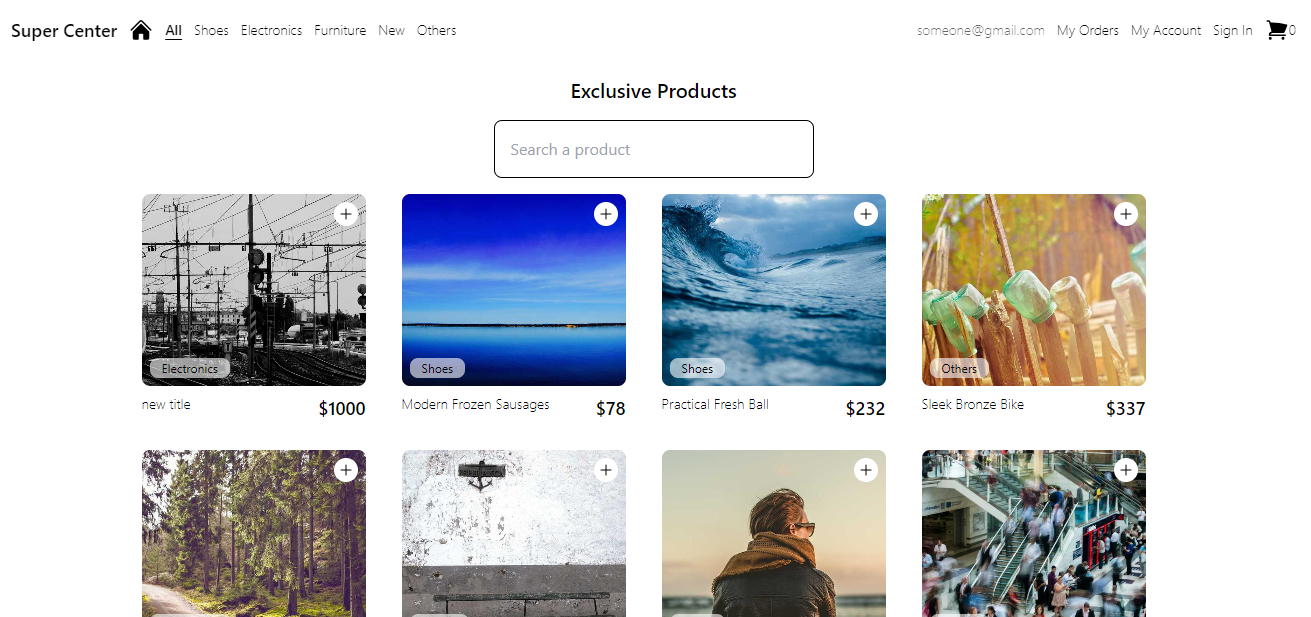 Super Center All Shoes Electronics Furniture New Others someone@gmail.com My Orders My Account Sign In 0
Exclusive Products
Search a product
Electronics
Shoes
Shoes
Others
new title $1000
Modern Frozen Sausages $78
Practical Fresh Ball $232
Sleek Bronze Bike $337